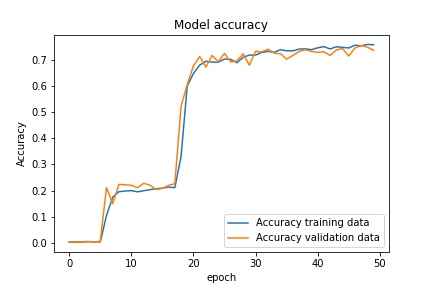 Model accuracy
Accuracy
0.7
0.6
0.5
0.4
0.3
0.2
0.1
0.0
Accuracy training data
Accuracy validation data
0 10 20 30 40 50
epoch